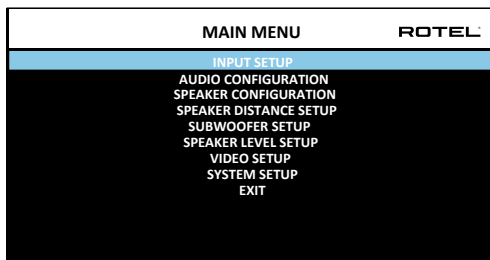 MAIN MENU ROTEL
INPUT SETUP
AUDIO CONFIGURATION
SPEAKER CONFIGURATION
SPEAKER DISTANCE SETUP
SUBWOOFER SETUP
SPEAKER LEVEL SETUP
VIDEO SETUP
SYSTEM SETUP
EXIT